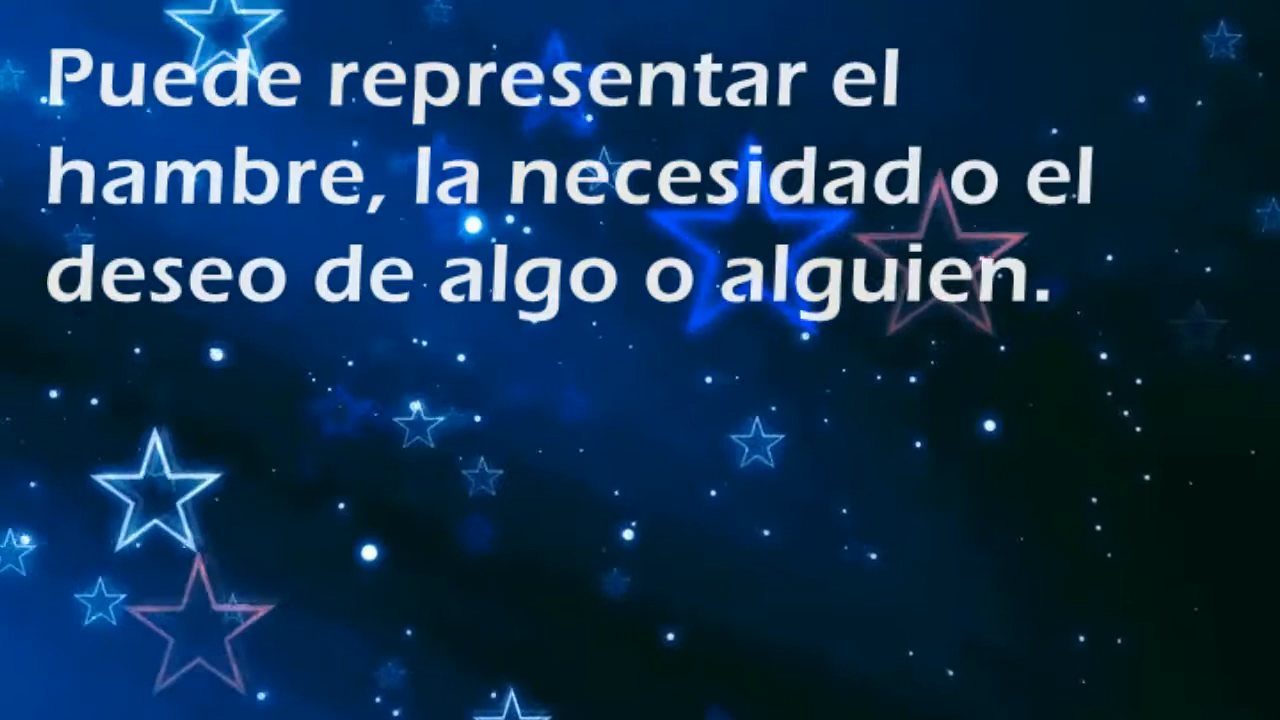 Puede representar el
hambre, la necesidad o el
deseo de algo o alguien.